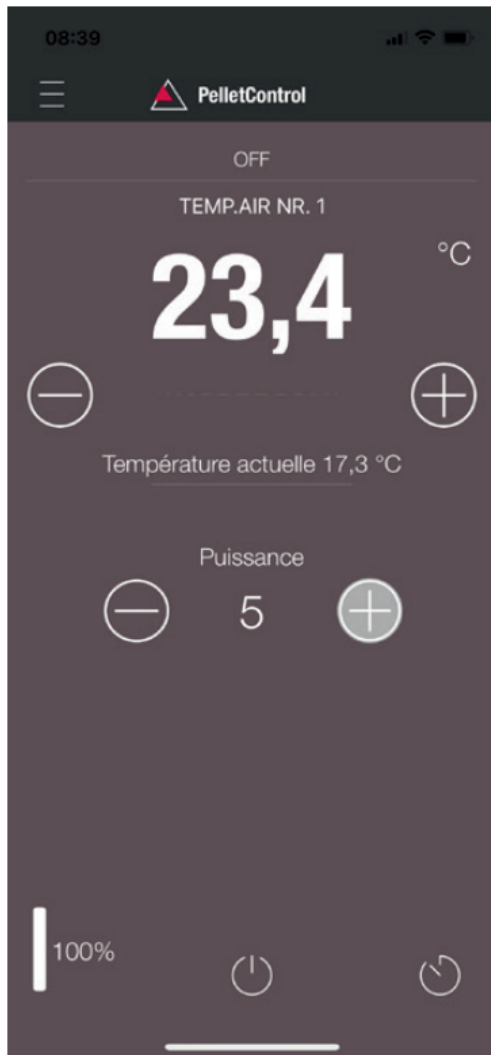 08:39
PelletControl
OFF
TEMP.AIR NR. 1
23,4 °C
Température actuelle 17,3 °C
Puissance
5
100%